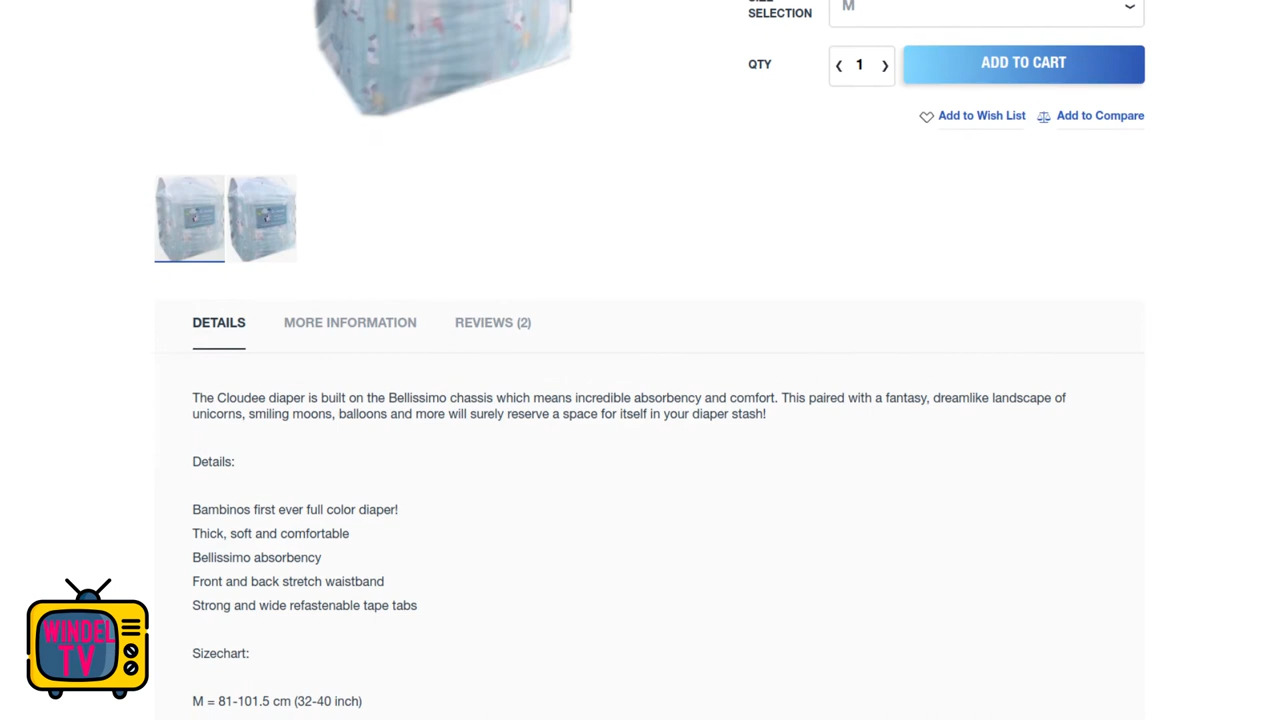 SIZE
SELECTION
M
QTY
1
ADD TO CART
Add to Wish List
Add to Compare
DETAILS
MORE INFORMATION
REVIEWS (2)
The Cloudee diaper is built on the Bellissimo chassis which means incredible absorbency and comfort. This paired with a fantasy, dreamlike landscape of
unicorns, smiling moons, balloons and more will surely reserve a space for itself in your diaper stash!
Details:
Bambinos first ever full color diaper!
Thick, soft and comfortable
Bellissimo absorbency
Front and back stretch waistband
Strong and wide refastenable tape tabs
Sizechart:
M = 81-101.5 cm (32-40 inch)
WINDEL
TV